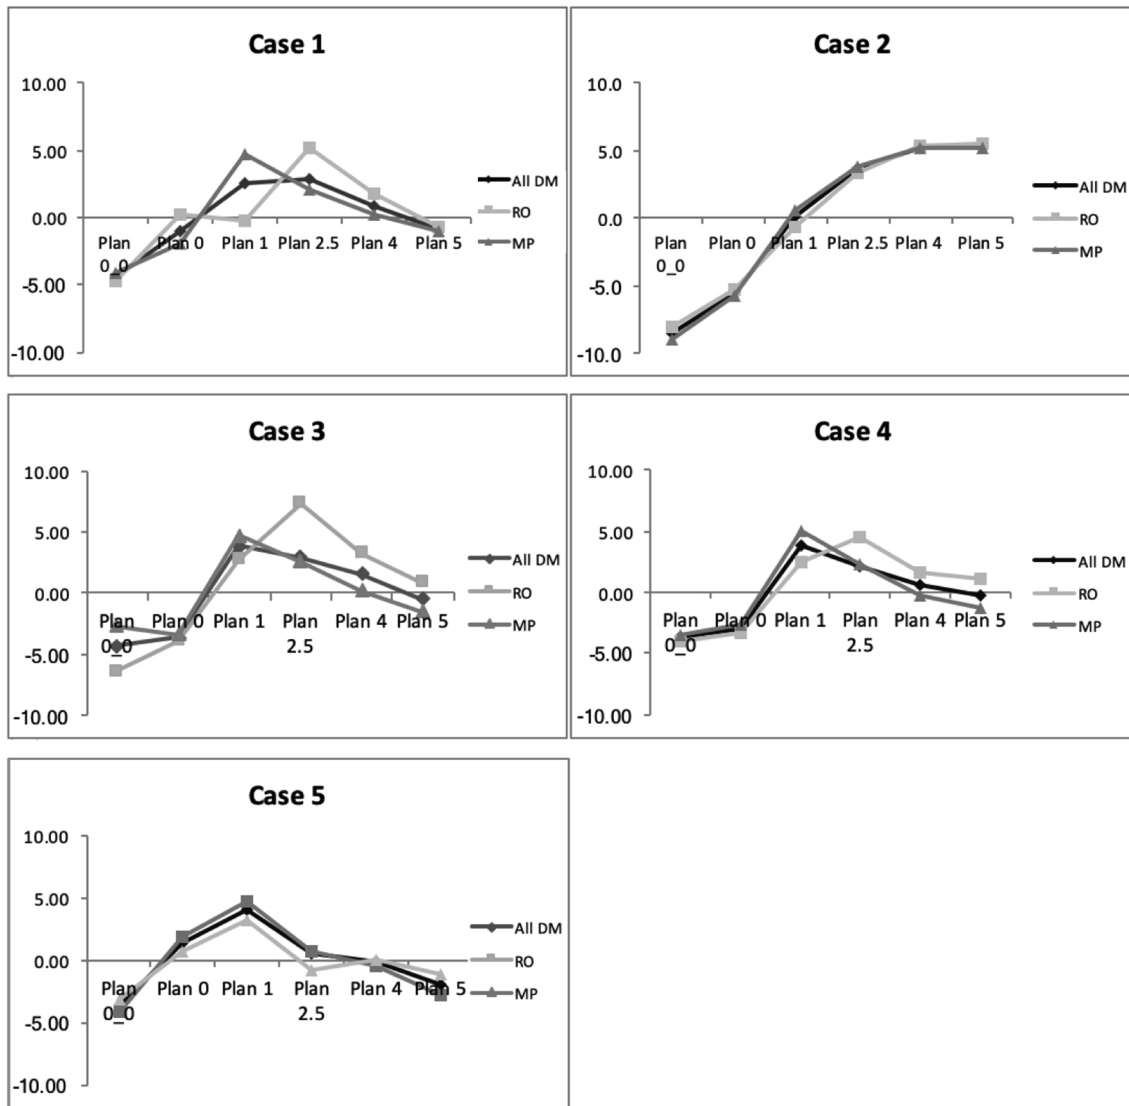 Case 1
10.00
5.00
0.00
-5.00
-10.00
Plan 0_0
Plan 0
Plan 1
Plan 2.5
Plan 4
Plan 5
All DM
RO
MP
Case 2
10.00
5.00
0.0
-5.0
-10.0
Plan 0_0
Plan 0
Plan 1
Plan 2.5
Plan 4
Plan 5
All DM
RO
MP
Case 3
10.00
5.00
0.00
-5.00
-10.00
Plan 0_0
Plan 0
Plan 1
Plan 2.5
Plan 4
Plan 5
All DM
RO
MP
Case 4
10.00
5.00
0.00
-5.00
-10.00
Plan 0_0
Plan 0
Plan 1
Plan 2.5
Plan 4
Plan 5
All DM
RO
MP
Case 5
10.00
5.00
0.00
-5.00
-10.00
Plan 0_0
Plan 0
Plan 1
Plan 2.5
Plan 4
Plan 5
All DM
RO
MP